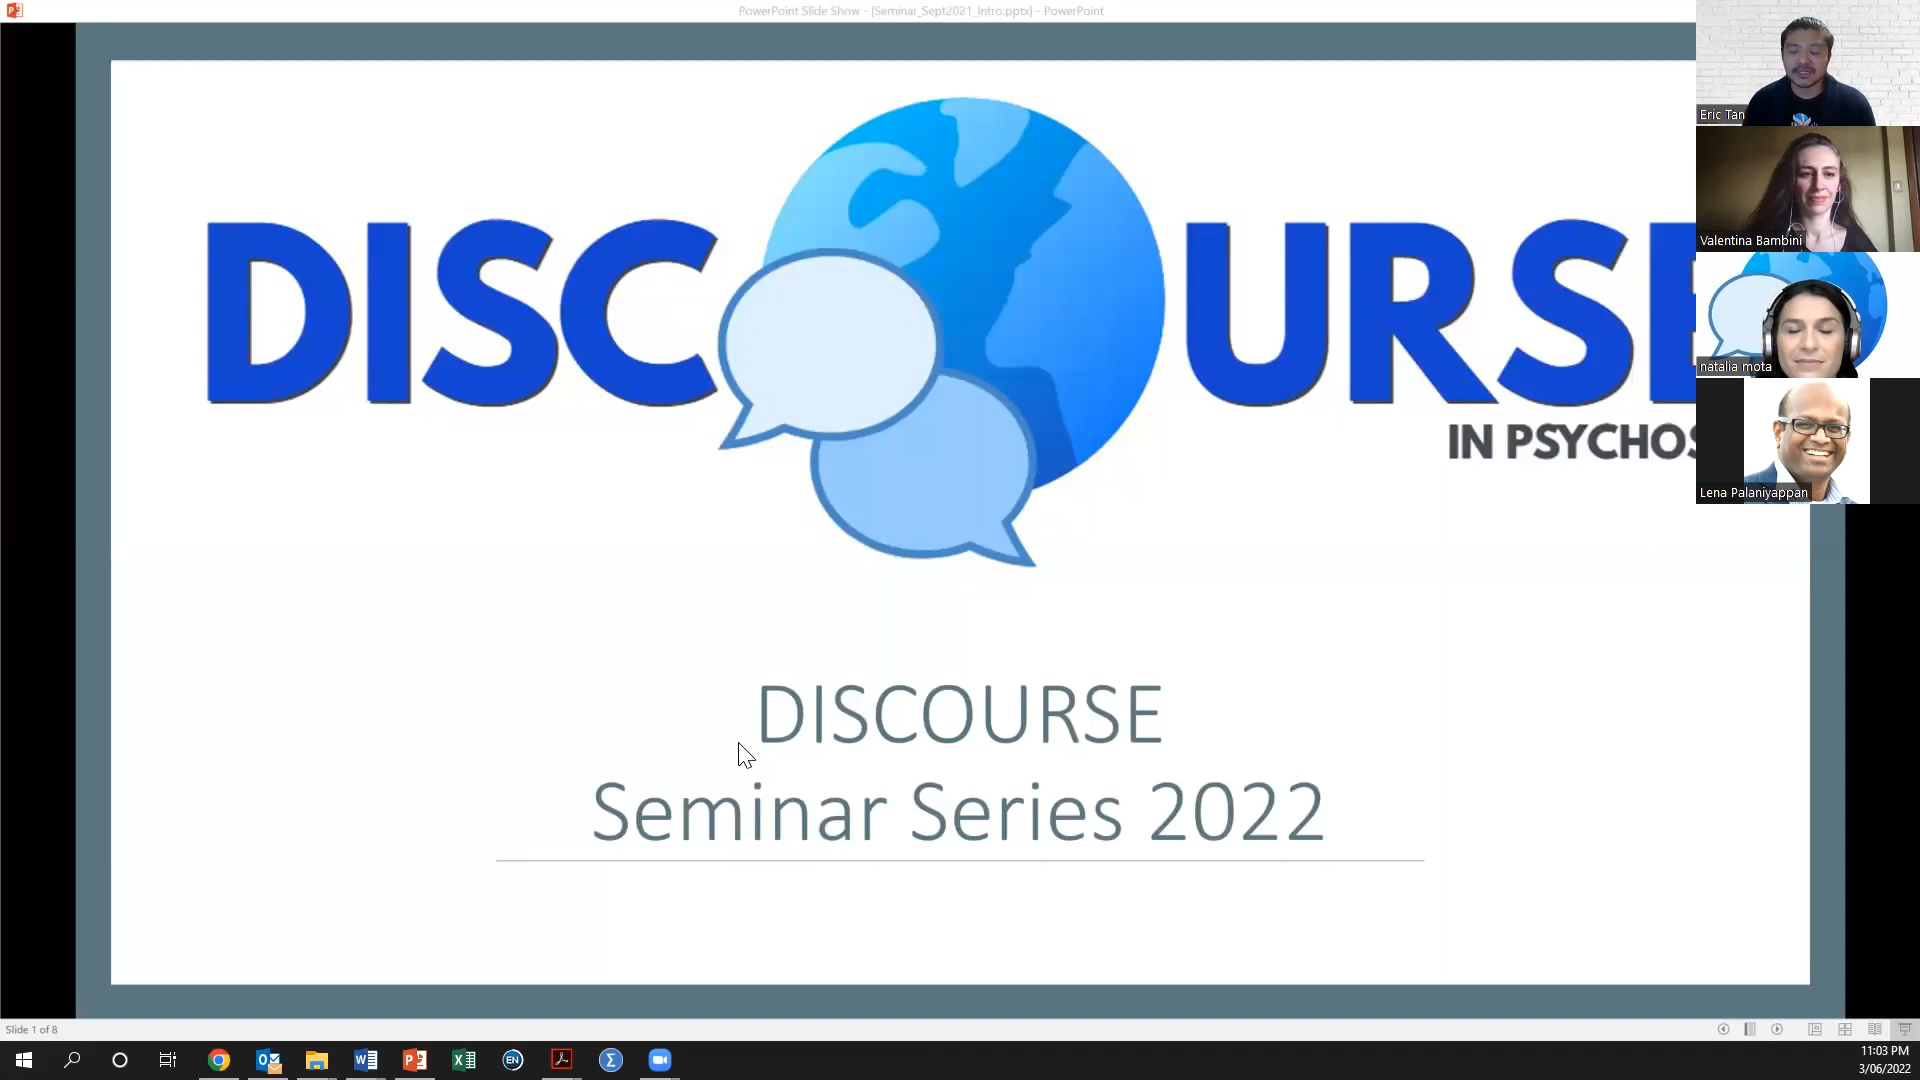 PowerPoint Slide Show - [Seminar_Sept2021_Intro.pptx] - PowerPoint
Eric Tan
Valentina Bambini
natalia mota
Lena Palaniyappan
DISC URSE
IN PSYCHOS
DISCOURSE
Seminar Series 2022
Slide 1 of 8
EN
11:03 PM
3/06/2022